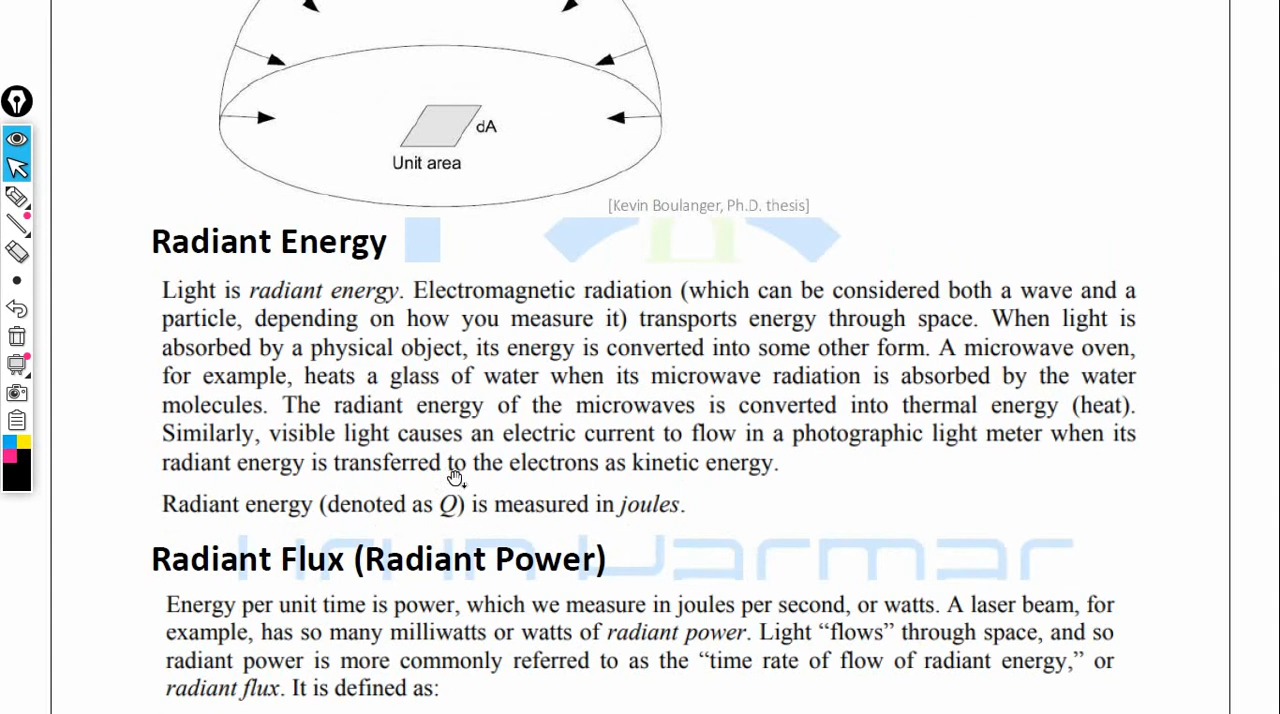 dA
Unit area
[Kevin Boulanger, Ph.D. thesis]
Radiant Energy
Light is radiant energy. Electromagnetic radiation (which can be considered both a wave and a
particle, depending on how you measure it) transports energy through space. When light is
absorbed by a physical object, its energy is converted into some other form. A microwave oven,
for example, heats a glass of water when its microwave radiation is absorbed by the water
molecules. The radiant energy of the microwaves is converted into thermal energy (heat).
Similarly, visible light causes an electric current to flow in a photographic light meter when its
radiant energy is transferred to the electrons as kinetic energy.
Radiant energy (denoted as Q) is measured in joules.
Radiant Flux (Radiant Power)
Energy per unit time is power, which we measure in joules per second, or watts. A laser beam, for
example, has so many milliwatts or watts of radiant power. Light “flows” through space, and so
radiant power is more commonly referred to as the “time rate of flow of radiant energy,” or
radiant flux. It is defined as: